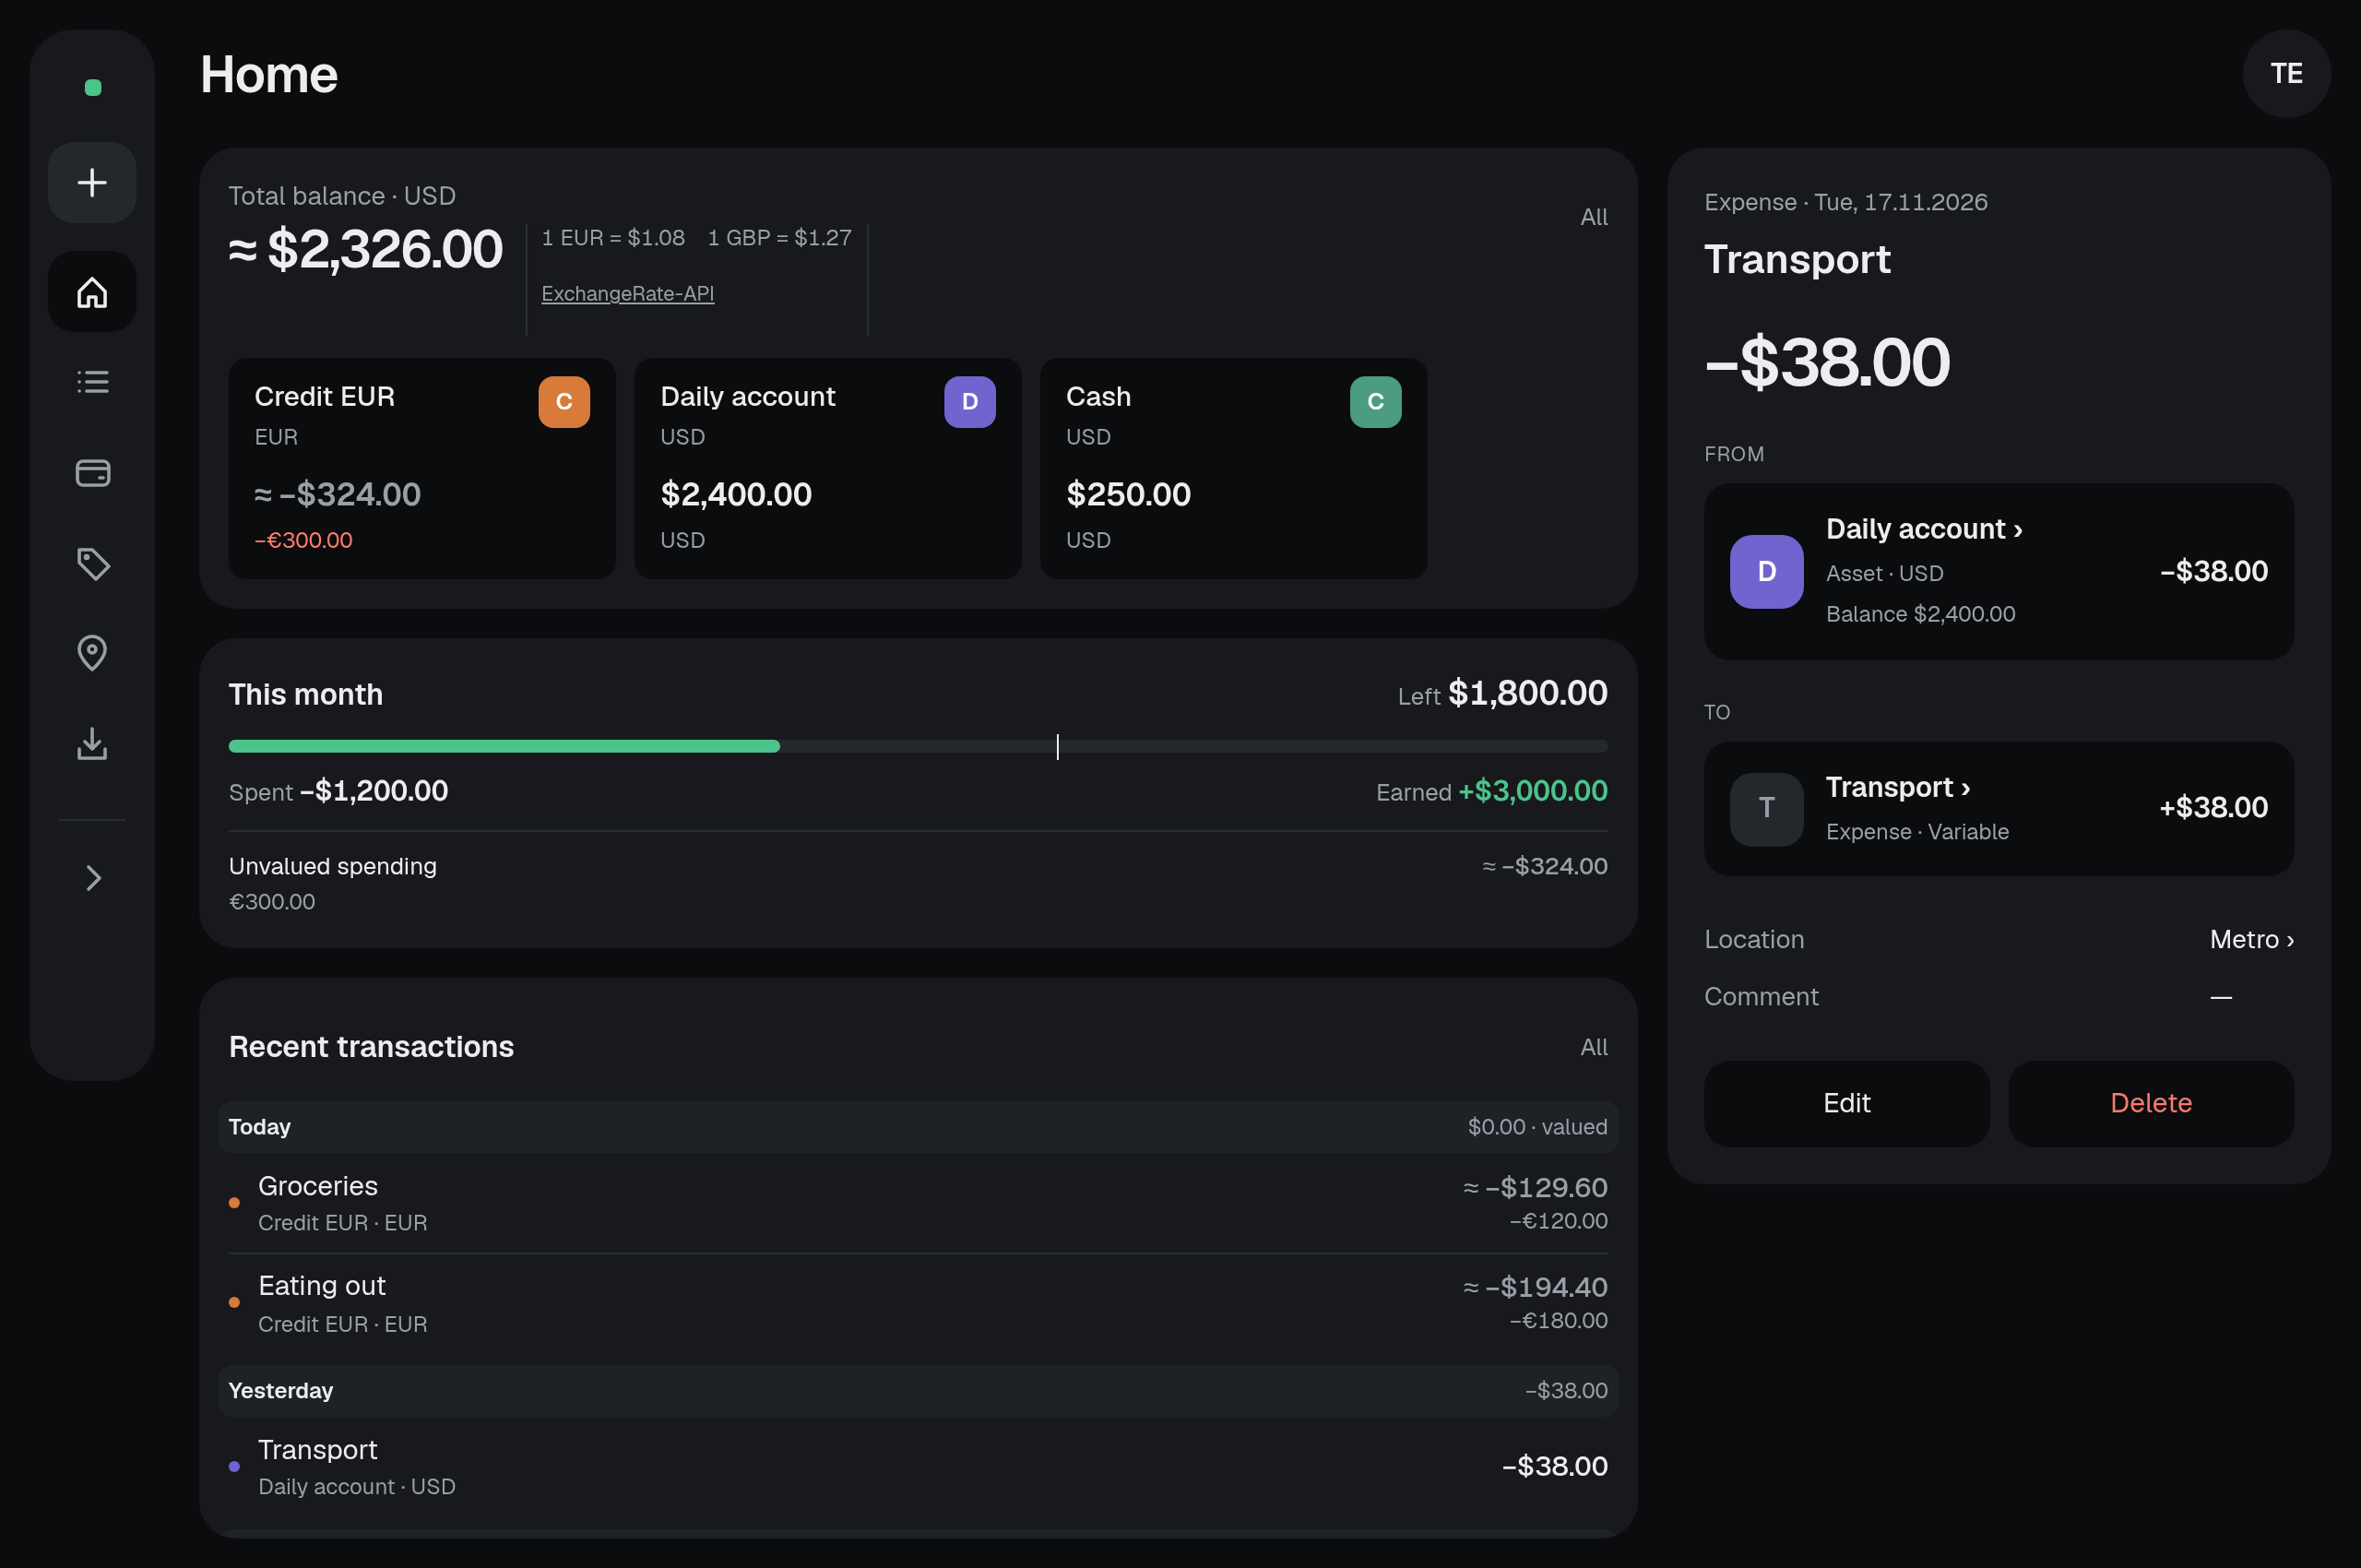 Home
TE
Total balance · USD
All
≈ $2,326.00
1 EUR = $1.08 1 GBP = $1.27
ExchangeRate-API
Credit EUR
C
EUR
≈ −$324.00
−€300.00
Daily account
D
USD
$2,400.00
USD
Cash
C
USD
$250.00
USD
This month
Left $1,800.00
Spent −$1,200.00
Earned +$3,000.00
Unvalued spending
≈ −$324.00
€300.00
Recent transactions
All
Today
$0.00 · valued
Groceries
≈ −$129.60
Credit EUR · EUR
−€120.00
Eating out
≈ −$194.40
Credit EUR · EUR
−€180.00
Yesterday
−$38.00
Transport
−$38.00
Daily account · USD
Expense · Tue, 17.11.2026
Transport
−$38.00
FROM
D
Daily account ›
Asset · USD
Balance $2,400.00
−$38.00
TO
T
Transport ›
Expense · Variable
+$38.00
Location
Metro ›
Comment
—
Edit
Delete